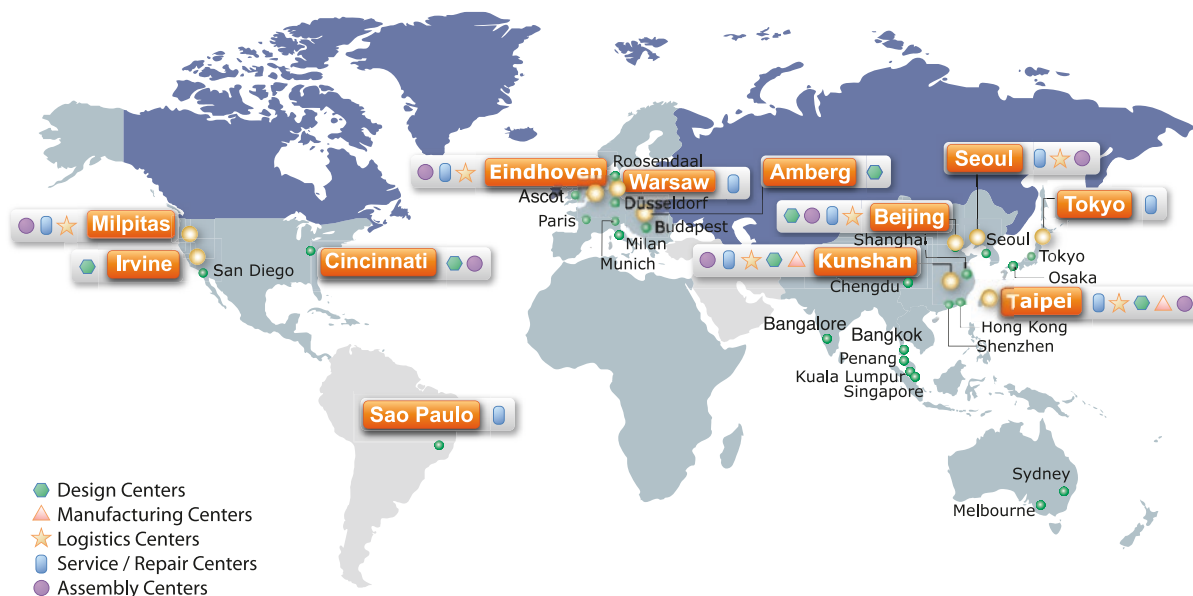 Roosendaal
Eindhoven
Warsaw
Amberg
Seoul
Ascot
Düsseldorf
Paris
Budapest
Milan
Munich
Milpitas
Irvine
San Diego
Cincinnati
Beijing
Tokyo
Shanghai
Seoul
Kunshan
Tokyo
Osaka
Chengdu
Taipei
Hong Kong
Shenzhen
Bangalore
Bangkok
Penang
Kuala Lumpur
Singapore
Sao Paulo
Sydney
Melbourne
Design Centers
Manufacturing Centers
Logistics Centers
Service / Repair Centers
Assembly Centers